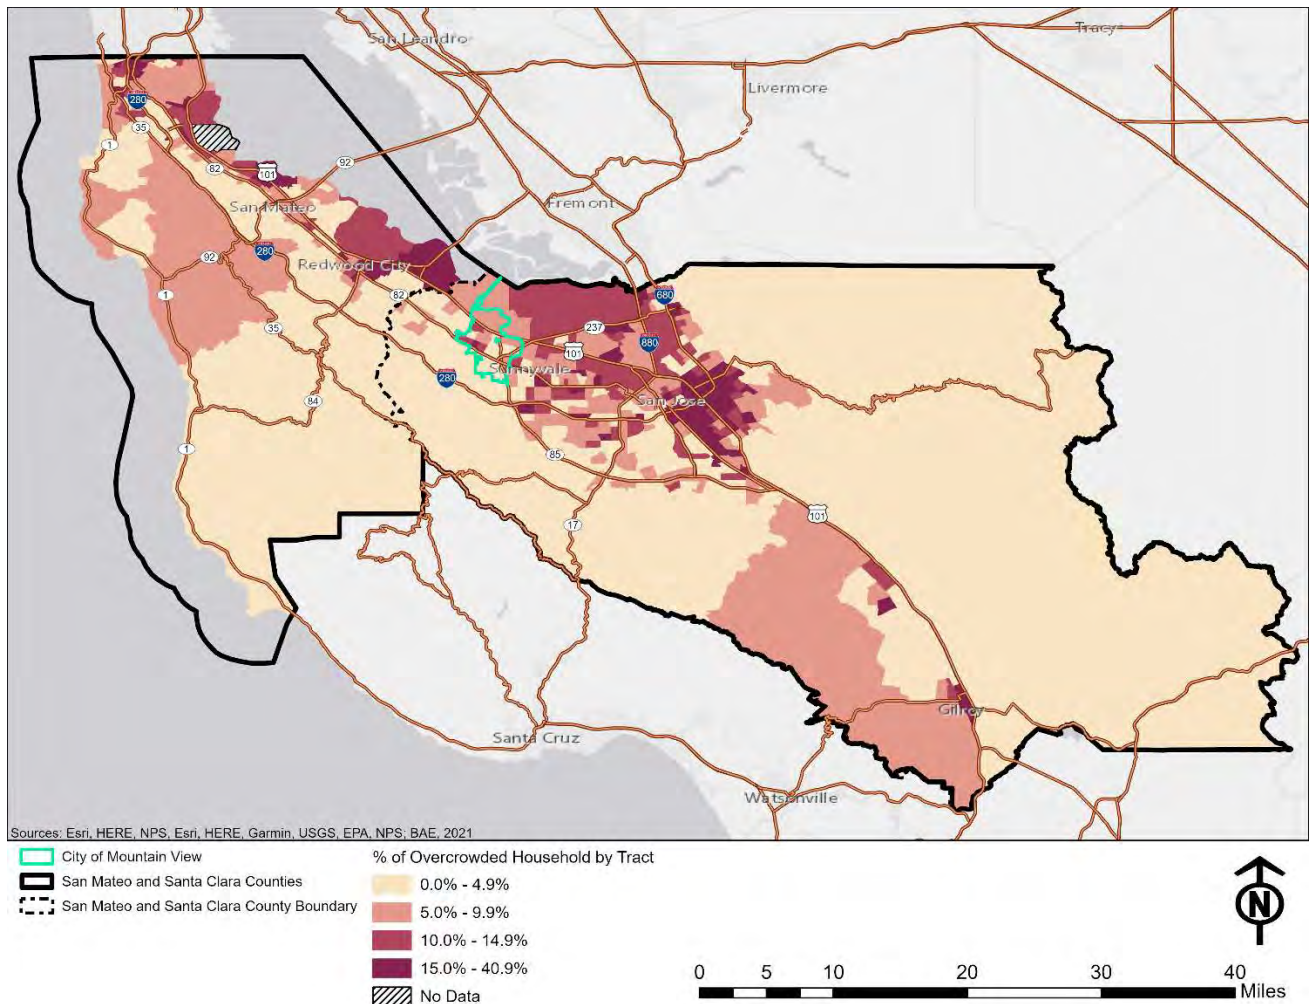 San Leandro
Tracy
Livermore
280
35
1
92
82
101
Fremont
San Mateo
92
280
Redwood City
1
82
680
237
35
101
880
Sunnyvale
280
San Jose
84
1
85
101
17
Gilroy
Santa Cruz
Watsonville
Sources: Esri, HERE, NPS, Esri, HERE, Garmin, USGS, EPA, NPS; BAE, 2021
City of Mountain View
San Mateo and Santa Clara Counties
San Mateo and Santa Clara County Boundary
% of Overcrowded Household by Tract
0.0% - 4.9%
5.0% - 9.9%
10.0% - 14.9%
15.0% - 40.9%
No Data
N
0 5 10 20 30 40
Miles